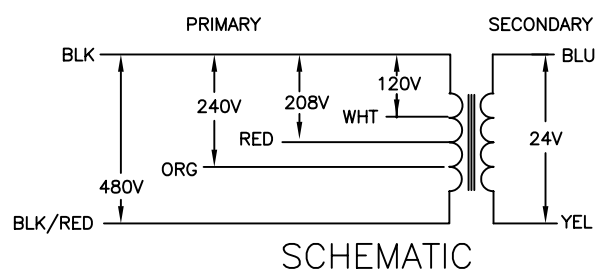 PRIMARY SECONDARY
BLK BLU
120V
240V 208V
WHT
RED 24V
ORG
480V
BLK/RED YEL
SCHEMATIC